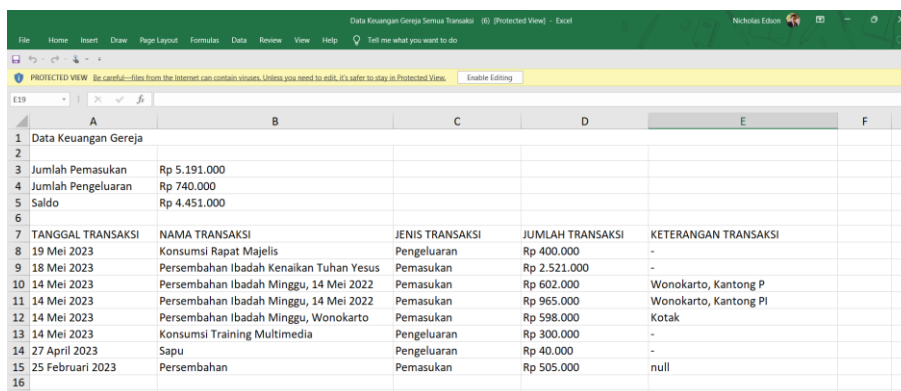 Data Keuangan Gereja Semua Transaksi (6) [Protected View] - Excel Nicholas Edson
File Home Insert Draw Page Layout Formulas Data Review View Help Tell me what you want to do
PROTECTED VIEW Be careful—files from the Internet can contain viruses. Unless you need to edit, it's safer to stay in Protected View. Enable Editing
E19 fx
A B C D E F
1 Data Keuangan Gereja
2
3 Jumlah Pemasukan Rp 5.191.000
4 Jumlah Pengeluaran Rp 740.000
5 Saldo Rp 4.451.000
6
7 TANGGAL TRANSAKSI NAMA TRANSAKSI JENIS TRANSAKSI JUMLAH TRANSAKSI KETERANGAN TRANSAKSI
8 19 Mei 2023 Konsumsi Rapat Majelis Pengeluaran Rp 400.000 -
9 18 Mei 2023 Persembahan Ibadah Kenaikan Tuhan Yesus Pemasukan Rp 2.521.000 -
10 14 Mei 2023 Persembahan Ibadah Minggu, 14 Mei 2022 Pemasukan Rp 602.000 Wonokarto, Kantong P
11 14 Mei 2023 Persembahan Ibadah Minggu, 14 Mei 2022 Pemasukan Rp 965.000 Wonokarto, Kantong PI
12 14 Mei 2023 Persembahan Ibadah Minggu, Wonokarto Pemasukan Rp 598.000 Kotak
13 14 Mei 2023 Konsumsi Training Multimedia Pengeluaran Rp 300.000 -
14 27 April 2023 Sapu Pengeluaran Rp 40.000 -
15 25 Februari 2023 Persembahan Pemasukan Rp 505.000 null
16